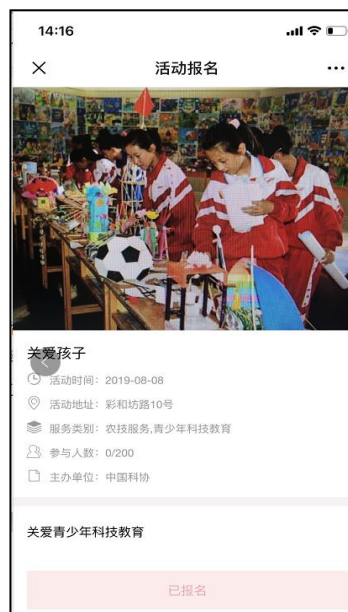 14:16
活动报名
关爱孩子
活动时间：2019-08-08
活动地址：彩和坊路10号
服务类别：农技服务,青少年科技教育
参与人数：0/200
主办单位：中国科协
关爱青少年科技教育
已报名